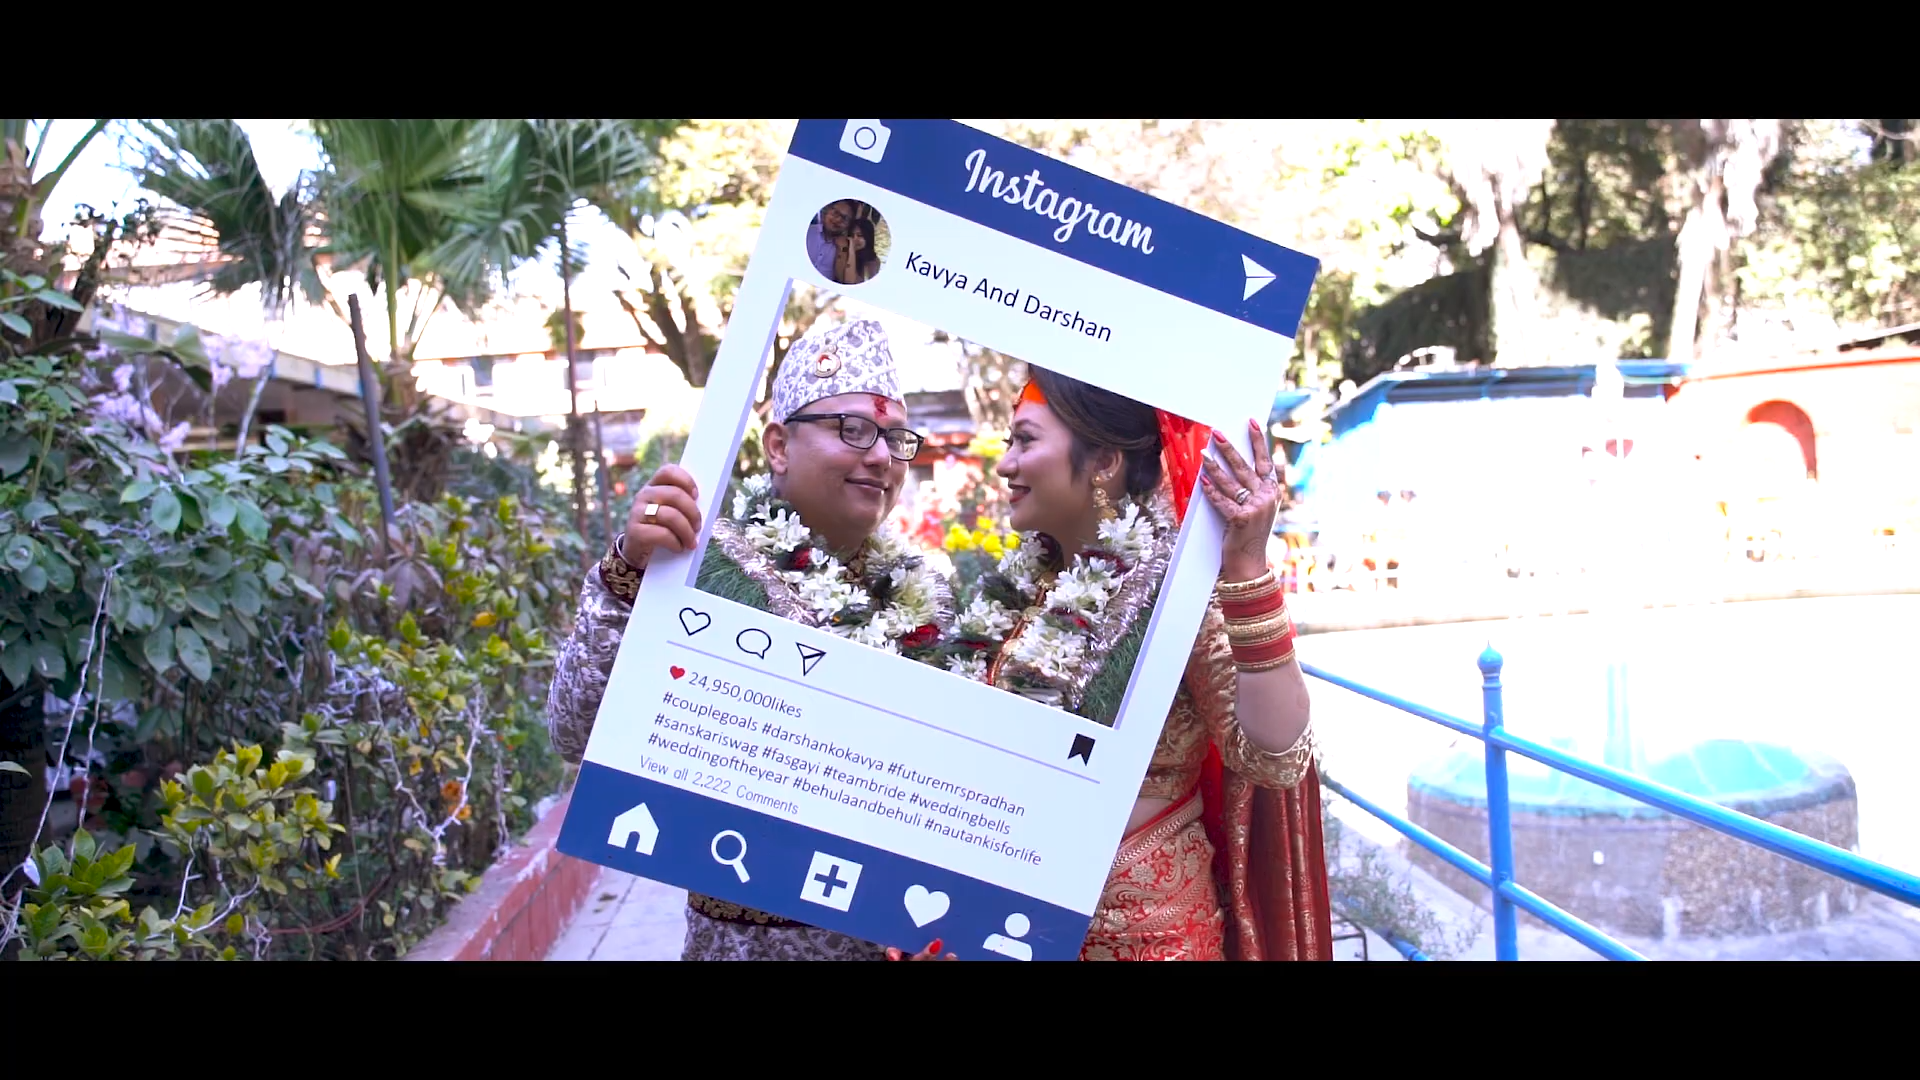 Instagram
Kavya And Darshan
24,950,000likes
#couplegoals #darshankokavya #futuremrspradhan
#sanskariswag #fasgayi #teambride #weddingbells
#weddingoftheyear #behulaandbehuli #nautankisforlife
View all 2,222 Comments